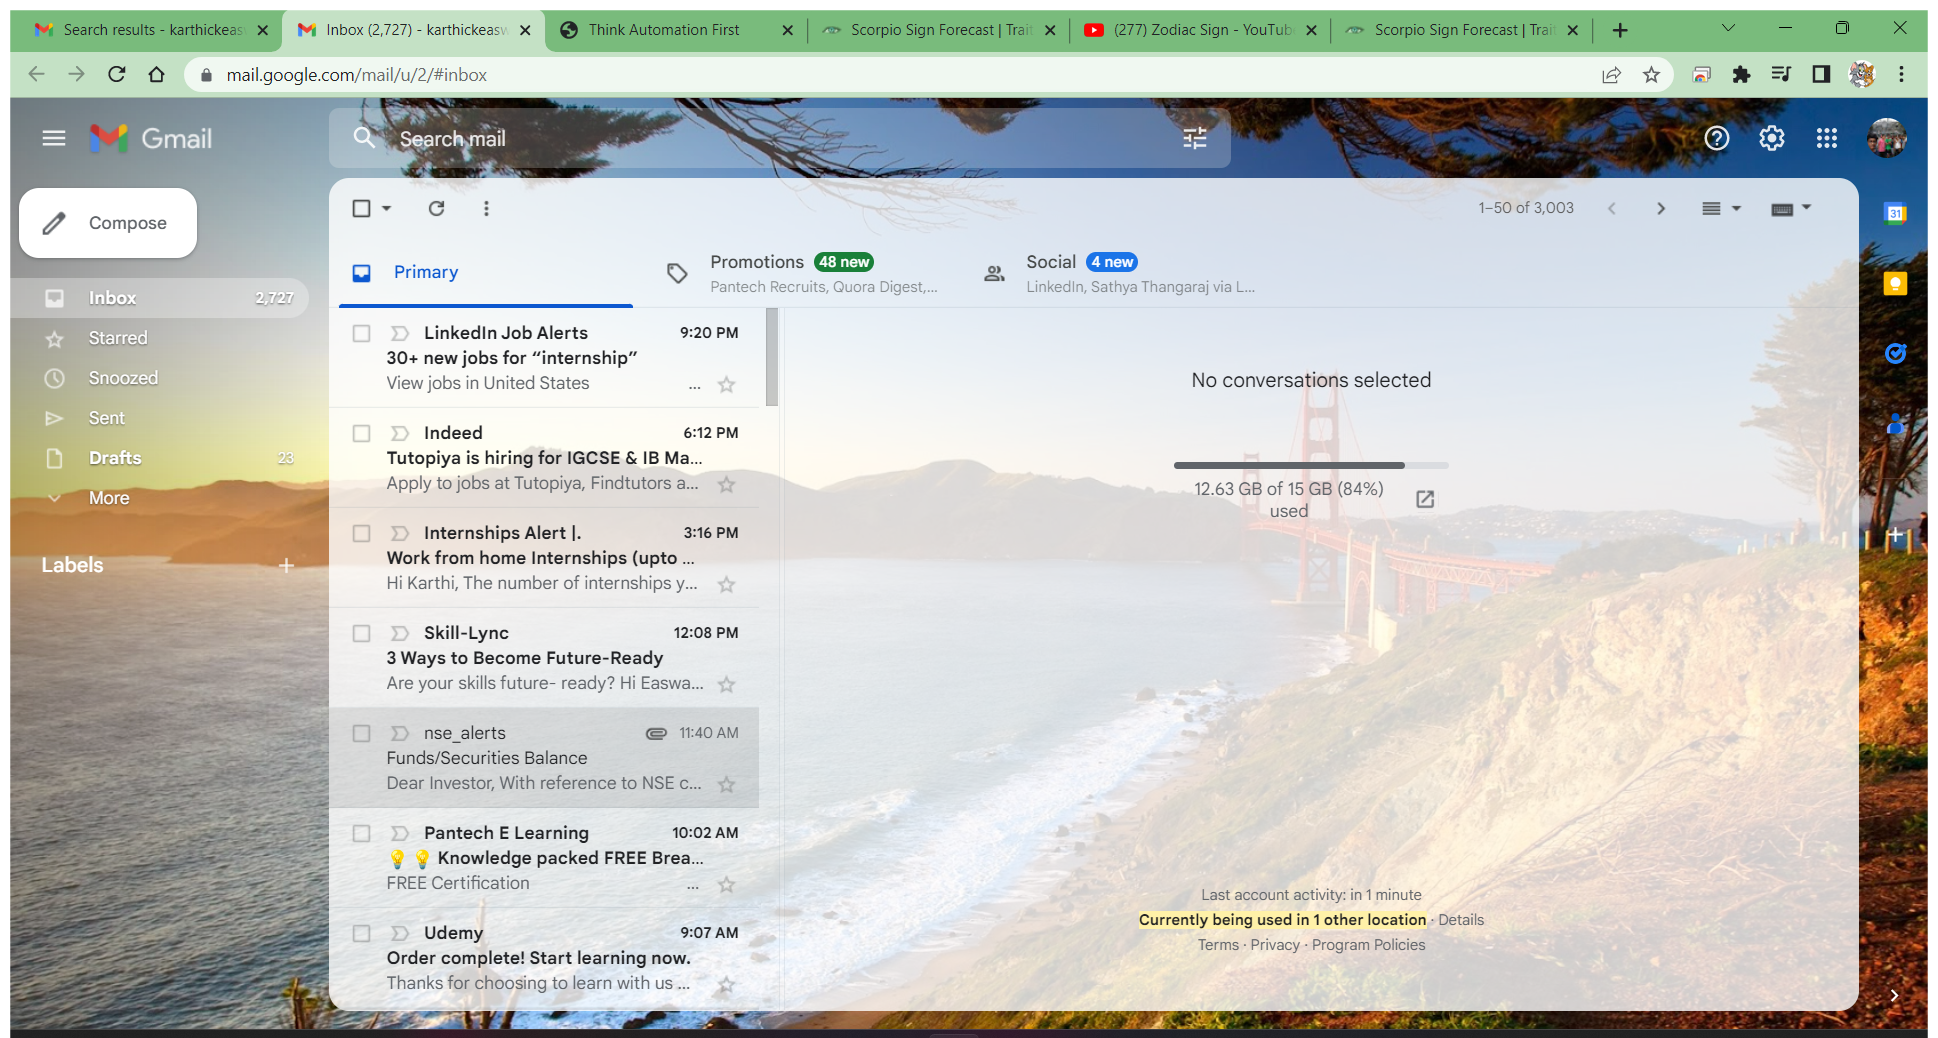 Search results - karthickeas
Inbox (2,727) - karthickeasw
Think Automation First
Scorpio Sign Forecast | Trait
(277) Zodiac Sign - YouTube
Scorpio Sign Forecast | Trait
mail.google.com/mail/u/2/#inbox
Gmail
Search mail
Compose
1–50 of 3,003
Primary
Promotions 48 new
Pantech Recruits, Quora Digest,...
Social 4 new
LinkedIn, Sathya Thangaraj via L...
Inbox 2,727
Starred
Snoozed
Sent
Drafts 23
More
Labels
LinkedIn Job Alerts 9:20 PM
30+ new jobs for “internship”
View jobs in United States ...
Indeed 6:12 PM
Tutopiya is hiring for IGCSE & IB Ma...
Apply to jobs at Tutopiya, Findtutors a...
Internships Alert |. 3:16 PM
Work from home Internships (upto ...
Hi Karthi, The number of internships y...
Skill-Lync 12:08 PM
3 Ways to Become Future-Ready
Are your skills future- ready? Hi Easwa...
nse_alerts 11:40 AM
Funds/Securities Balance
Dear Investor, With reference to NSE c...
Pantech E Learning 10:02 AM
💡 💡 Knowledge packed FREE Brea...
FREE Certification ...
Udemy 9:07 AM
Order complete! Start learning now.
Thanks for choosing to learn with us ...
No conversations selected
12.63 GB of 15 GB (84%)
used
Last account activity: in 1 minute
Currently being used in 1 other location · Details
Terms · Privacy · Program Policies
31